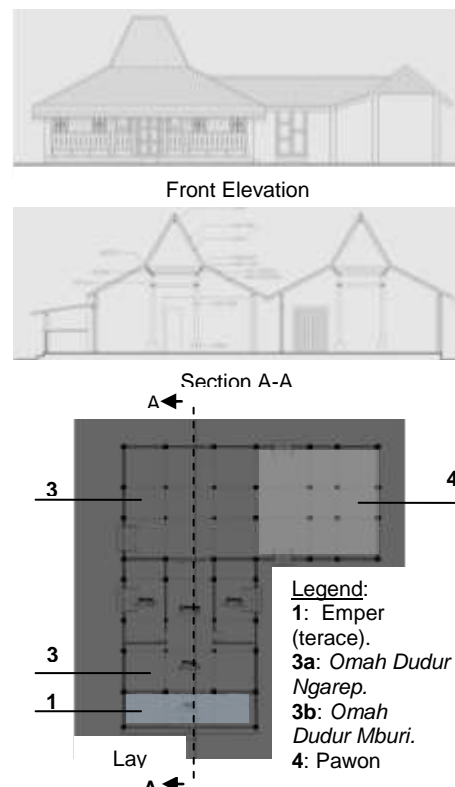 Front Elevation
Section A-A
A
3
4
3
1
Lay
A
Legend:
1: Emper
(terace).
3a: Omah Dudur
Ngarep.
3b: Omah
Dudur Mburi.
4: Pawon